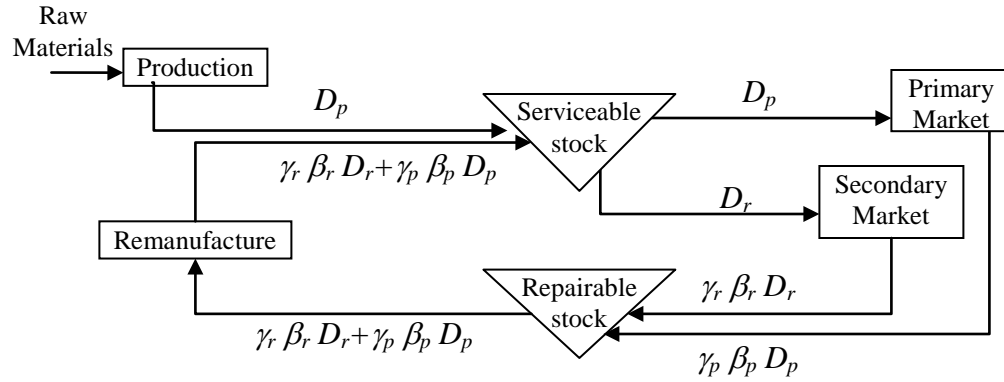 Raw
Materials
Production
D_p
Serviceable
stock
D_p
Primary
Market
γ_r β_r D_r+ γ_p β_p D_p
D_r
Secondary
Market
Remanufacture
Repairable
stock
γ_r β_r D_r
γ_r β_r D_r+ γ_p β_p D_p
γ_p β_p D_p